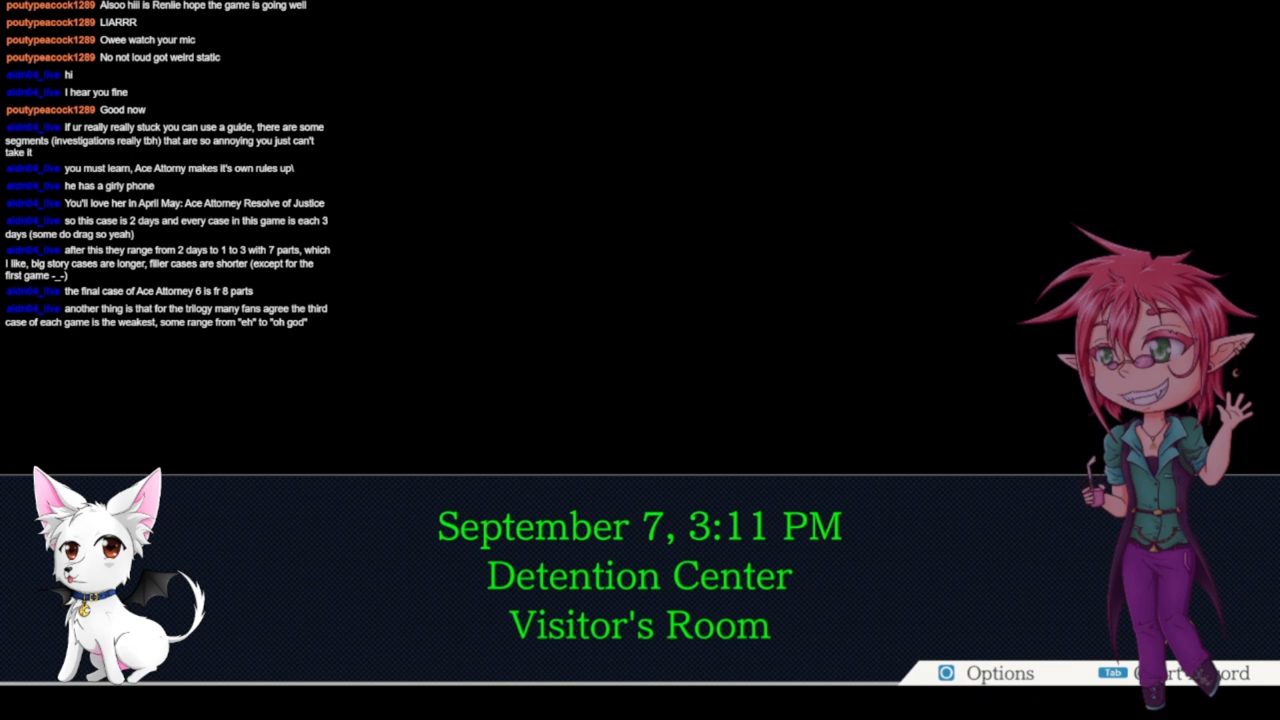 poutypeacock1289 Alsoo hiii is Renlie hope the game is going well
poutypeacock1289 LIARRR
poutypeacock1289 Owee watch your mic
poutypeacock1289 No not loud got weird static
hi
I hear you fine
poutypeacock1289 Good now
If ur really really stuck you can use a guide, there are some
segments (investigations really tbh) that are so annoying you just can't
take it
you must learn, Ace Attorny makes it's own rules up\
he has a girly phone
You'll love her in April May: Ace Attorney Resolve of Justice
so this case is 2 days and every case in this game is each 3
days (some do drag so yeah)
after this they range from 2 days to 1 to 3 with 7 parts, which
I like, big story cases are longer, filler cases are shorter (except for the
first game -_-)
the final case of Ace Attorney 6 is fr 8 parts
another thing is that for the trilogy many fans agree the third
case of each game is the weakest, some range from "eh" to "oh god"
September 7, 3:11 PM
Detention Center
Visitor's Room
Options
Tab